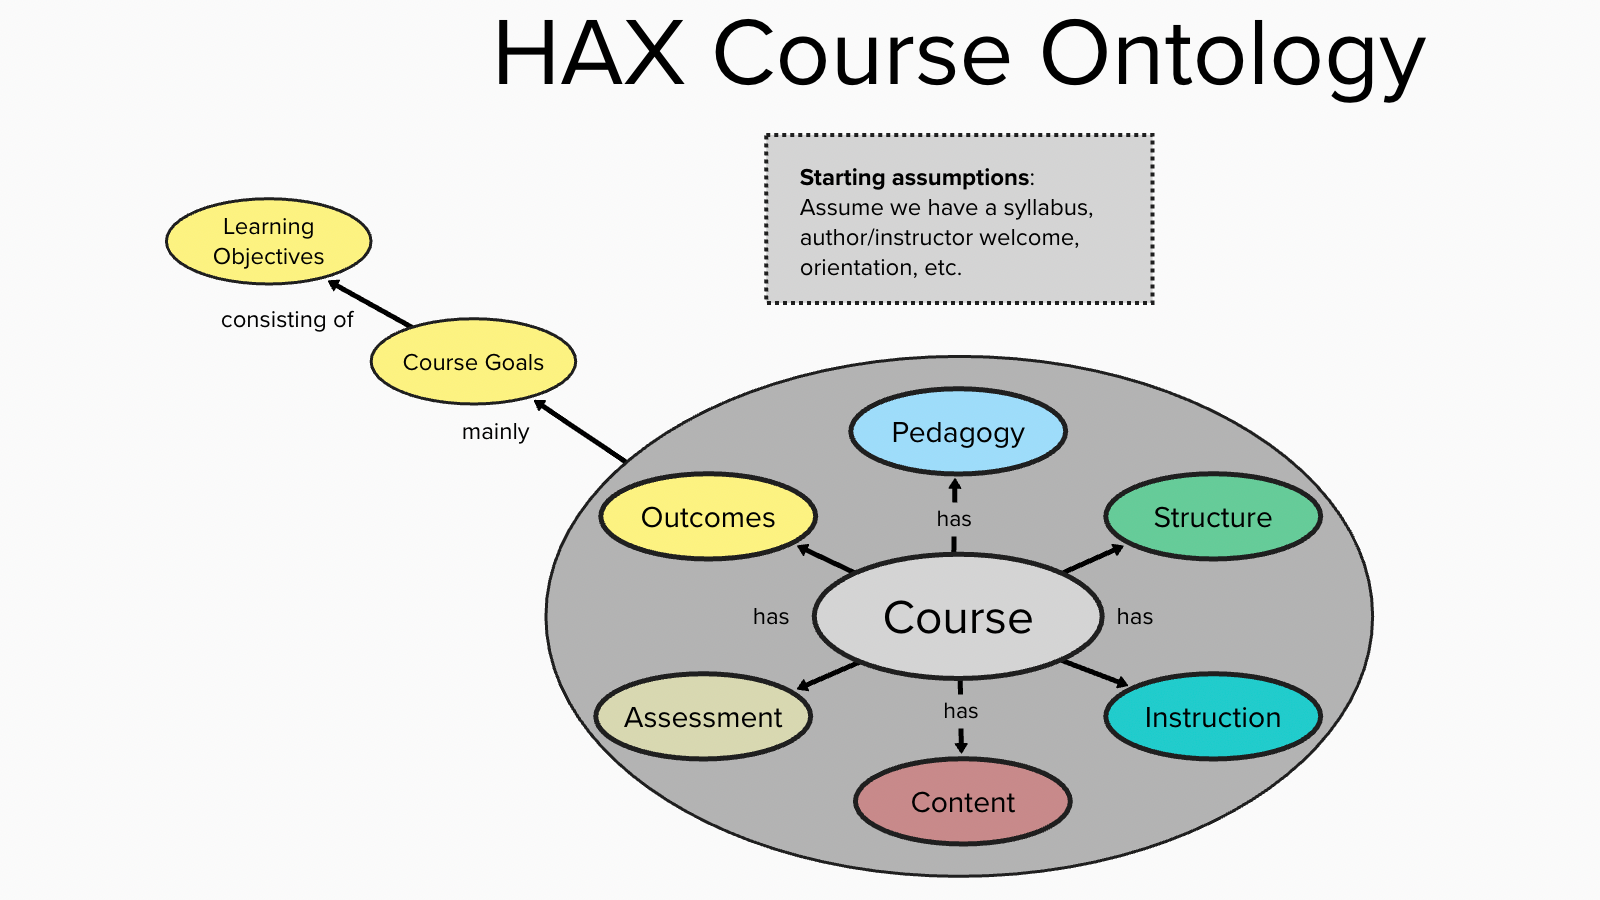 HAX Course Ontology
Starting assumptions:
Assume we have a syllabus,
author/instructor welcome,
orientation, etc.
Learning
Objectives
consisting of
Course Goals
mainly
Pedagogy
Outcomes
has
Structure
has
Course
has
Assessment
has
Instruction
Content